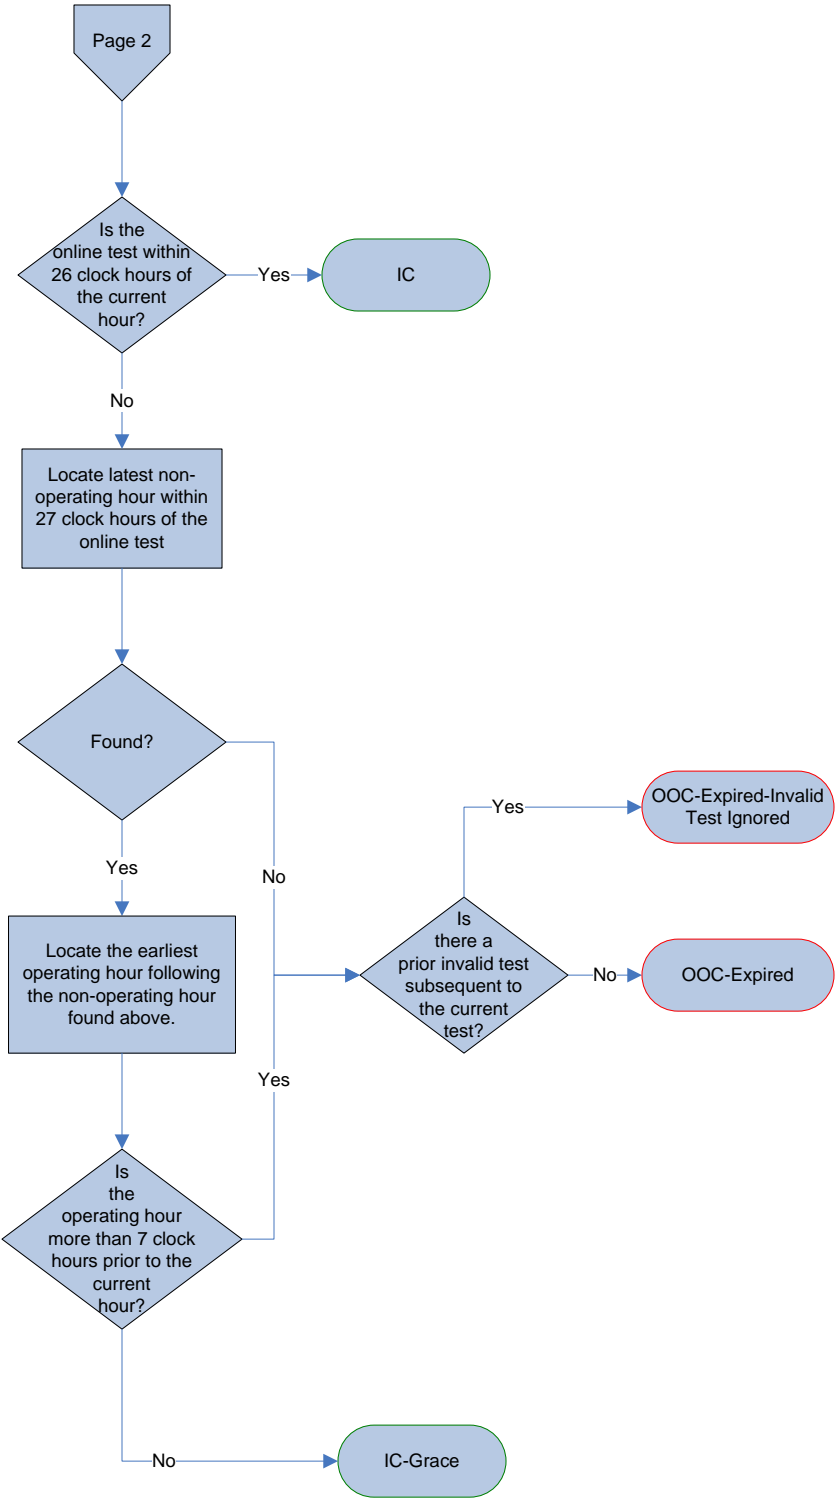 Page 2
Is the
online test within
26 clock hours of
the current
hour?
Yes
IC
No
Locate latest non-
operating hour within
27 clock hours of the
online test
Found?
Yes
No
Locate the earliest
operating hour following
the non-operating hour
found above.
Yes
Is
the
operating hour
more than 7 clock
hours prior to the
current
hour?
No
IC-Grace
Is
there a
prior invalid test
subsequent to
the current
test?
Yes
OOC-Expired-Invalid
Test Ignored
No
OOC-Expired